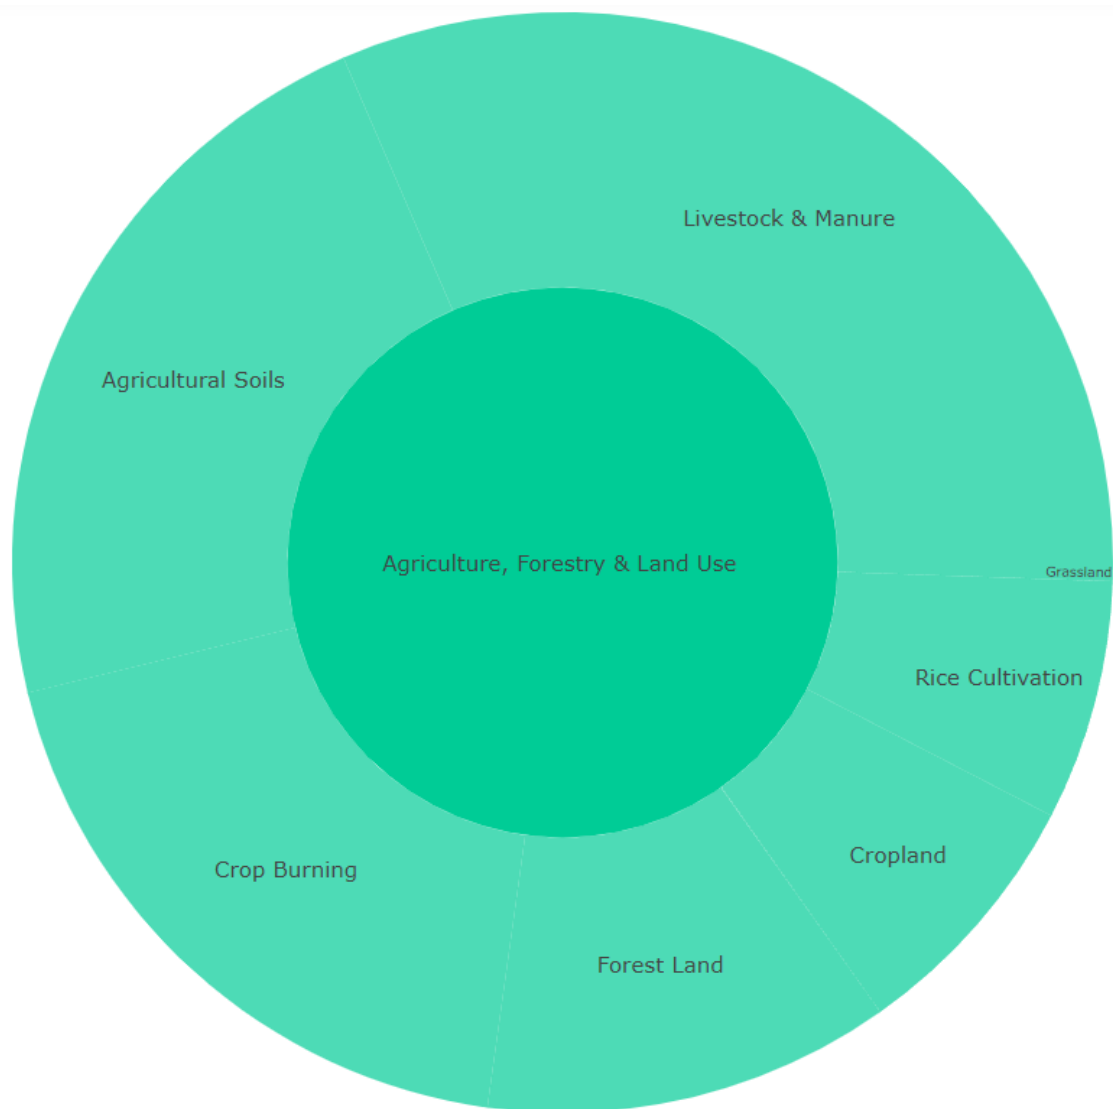 Livestock & Manure
Agricultural Soils
Agriculture, Forestry & Land Use
Grassland
Rice Cultivation
Cropland
Crop Burning
Forest Land